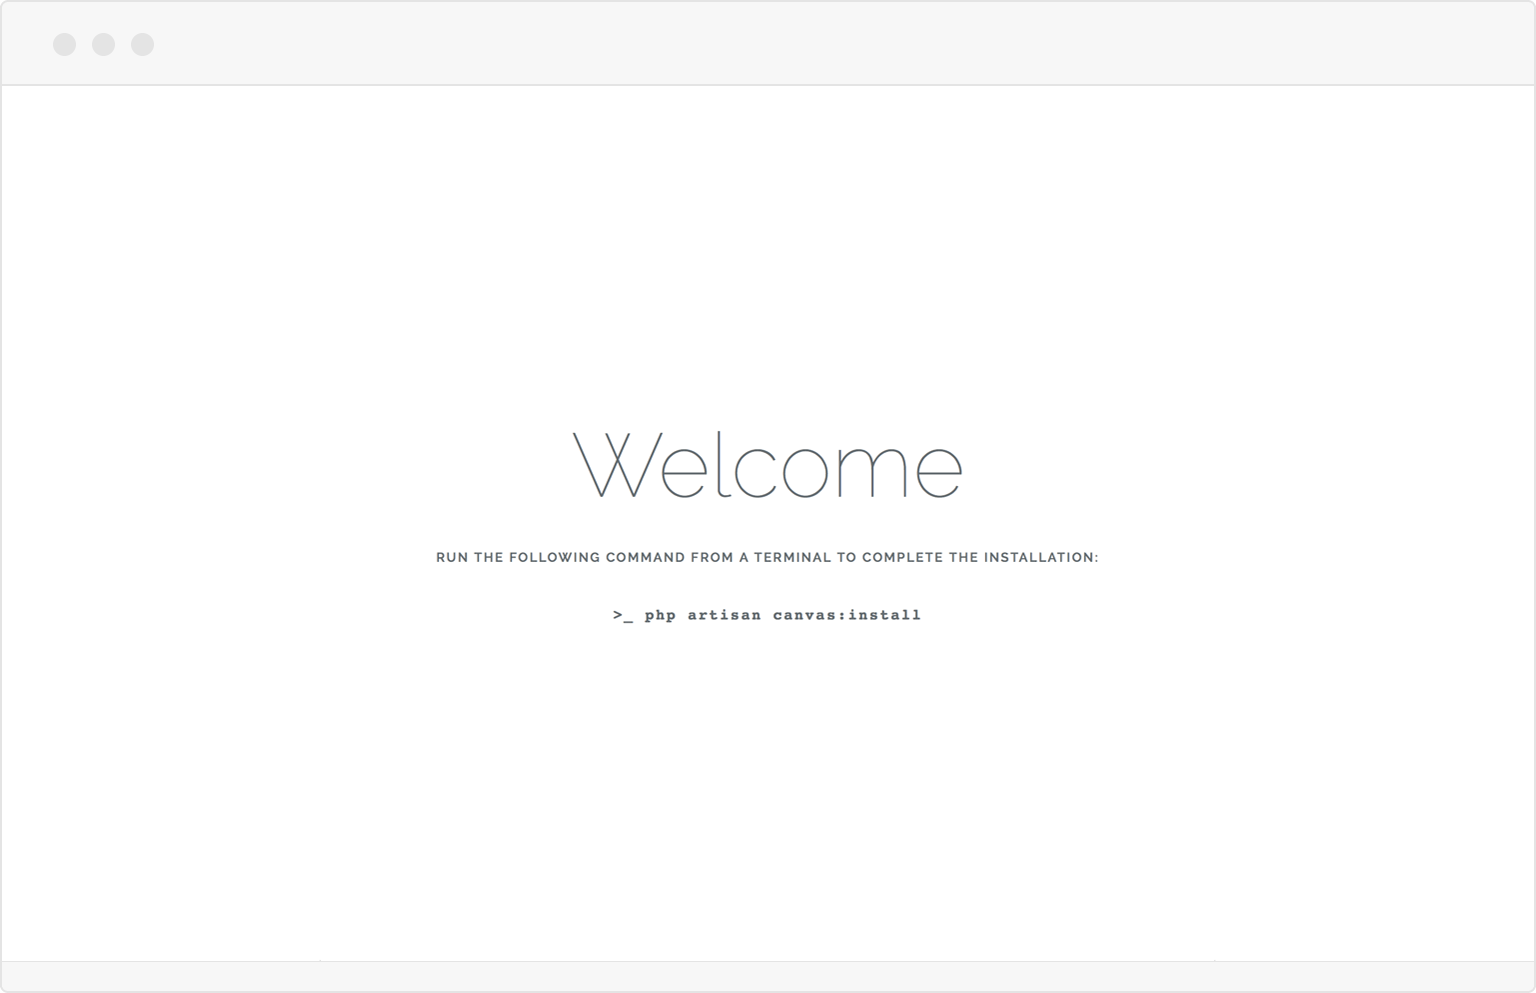 Welcome
RUN THE FOLLOWING COMMAND FROM A TERMINAL TO COMPLETE THE INSTALLATION:
>_ php artisan canvas:install